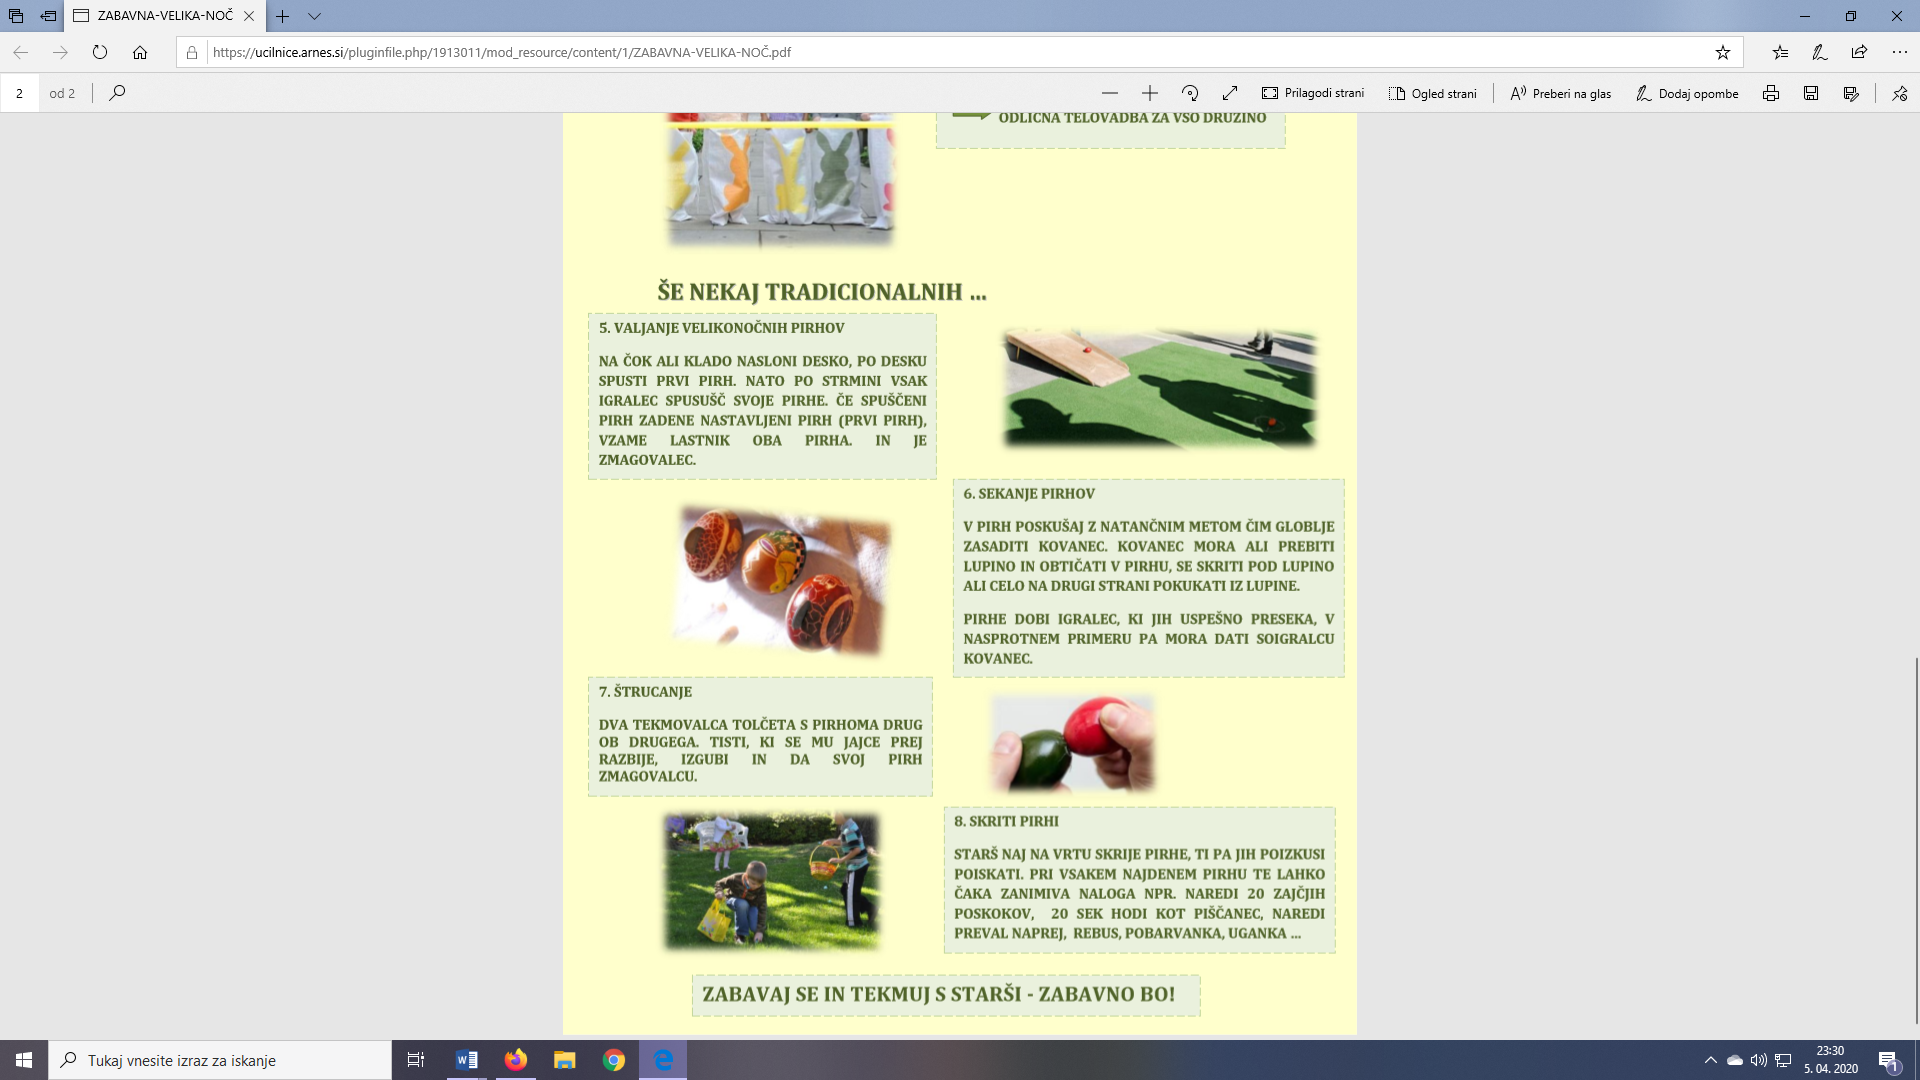 ZABAVNA-VELIKA-NOČ
https://ucilnice.arnes.si/pluginfile.php/1913011/mod_resource/content/1/ZABAVNA-VELIKA-NOČ.pdf
2 od 2
Prilagodi strani
Ogled strani
Preberi na glas
Dodaj opombe
ODLIČNA TELOVADBA ZA VSO DRUŽINO
ŠE NEKAJ TRADICIONALNIH ...
5. VALJANJE VELIKONOČNIH PIRHOV
NA ČOK ALI KLADO NASLONI DESKO, PO DESKU
SPUSTI PRVI PIRH. NATO PO STRMINI VSAK
IGRALEC SPUSUŠČ SVOJE PIRHE. ČE SPUŠČENI
PIRH ZADENE NASTAVLJENI PIRH (PRVI PIRH),
VZAME LASTNIK OBA PIRHA. IN JE
ZMAGOVALEC.
6. SEKANJE PIRHOV
V PIRH POSKUŠAJ Z NATANČNIM METOM ČIM GLOBLJE
ZASADITI KOVANEC. KOVANEC MORA ALI PREBITI
LUPINO IN OBTIČATI V PIRHU, SE SKRITI POD LUPINO
ALI CELO NA DRUGI STRANI POKUKATI IZ LUPINE.
PIRHE DOBI IGRALEC, KI JIH USPEŠNO PRESEKA, V
NASPROTNEM PRIMERU PA MORA DATI SOIGRALCU
KOVANEC.
7. ŠTRUCANJE
DVA TEKMOVALCA TOLČETA S PIRHOMA DRUG
OB DRUGEGA. TISTI, KI SE MU JAJCE PREJ
RAZBIJE, IZGUBI IN DA SVOJ PIRH
ZMAGOVALCU.
8. SKRITI PIRHI
STARŠ NAJ NA VRTU SKRIJE PIRHE, TI PA JIH POIZKUSI
POISKATI. PRI VSAKEM NAJDENEM PIRHU TE LAHKO
ČAKA ZANIMIVA NALOGA NPR. NAREDI 20 ZAJČJIH
POSKOKOV, 20 SEK HODI KOT PIŠČANEC, NAREDI
PREVAL NAPREJ, REBUS, POBARVANKA, UGANKA ...
ZABAVAJ SE IN TEKMUJ S STARŠI - ZABAVNO BO!
Tukaj vnesite izraz za iskanje
23:30
5. 04. 2020
1